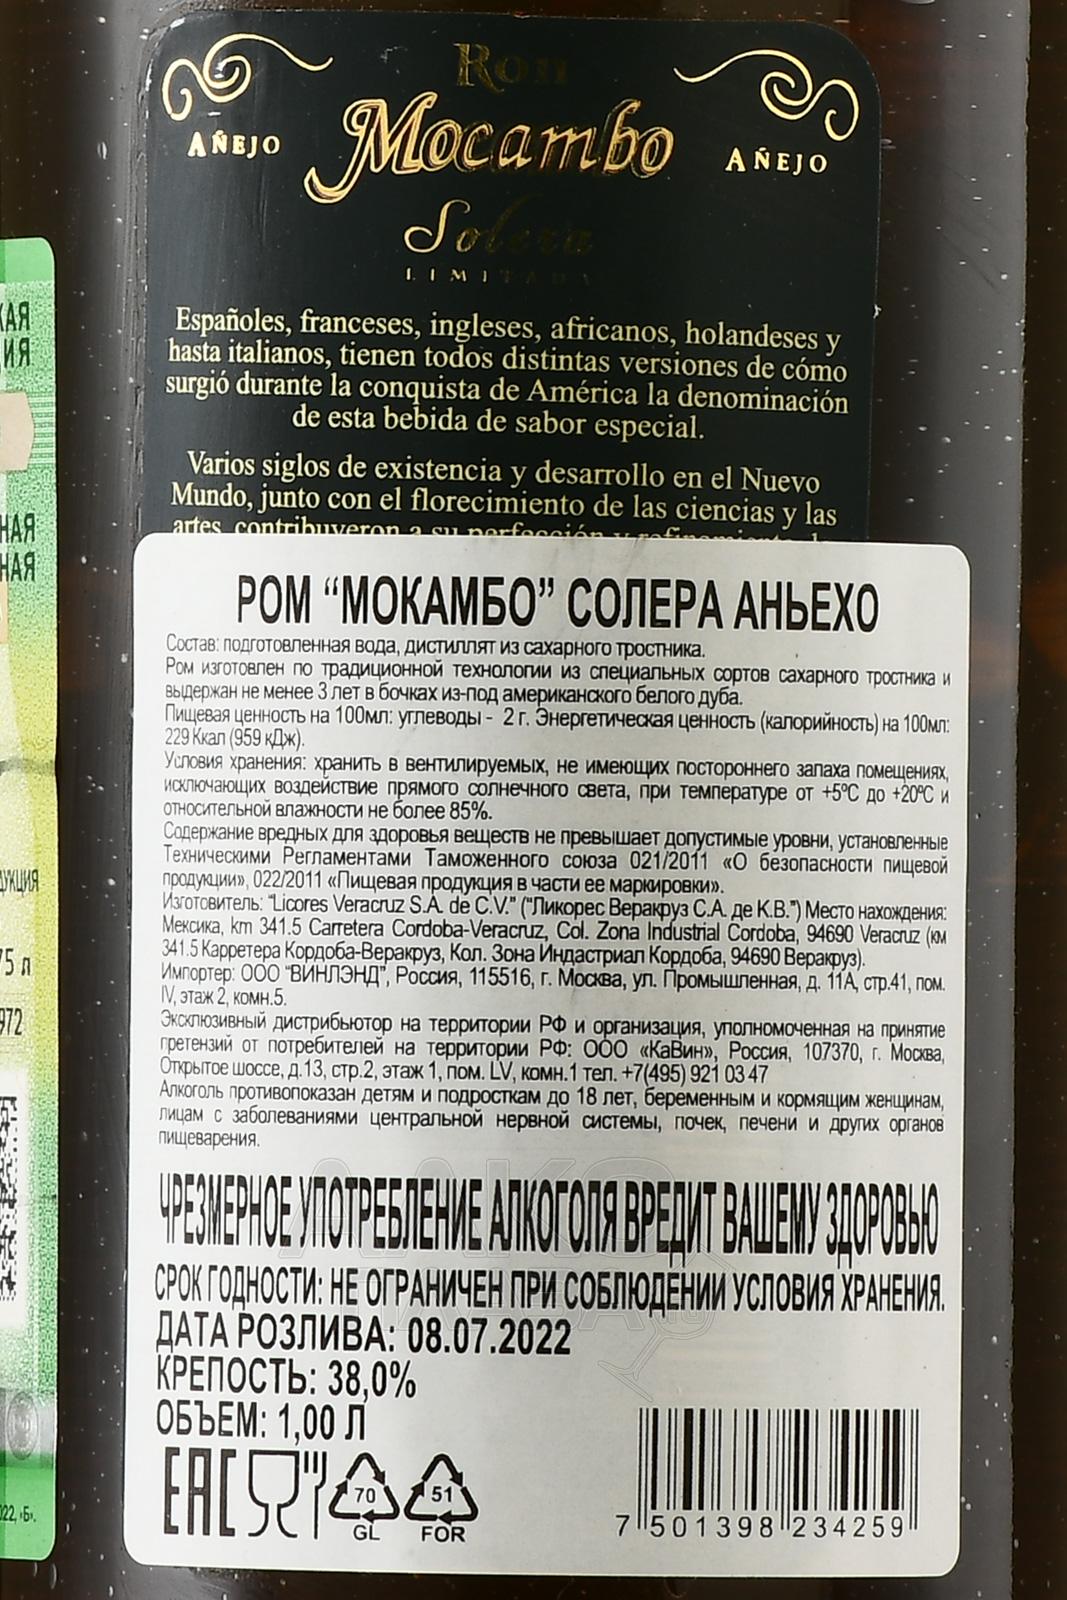 Ron
AÑEJO
Mocambo
AÑEJO
Solera
LIMITADA
Españoles, franceses, ingleses, africanos, holandeses y
hasta italianos, tienen todos distintas versiones de cómo
surgió durante la conquista de América la denominación
de esta bebida de sabor especial.
Varios siglos de existencia y desarrollo en el Nuevo
Mundo, junto con el florecimiento de las ciencias y las
artes, contribuyeron a su perfección y refinamiento
РОМ “МОКАМБО” СОЛЕРА АНЬЕХО
Состав: подготовленная вода, дистиллят из сахарного тростника.
Ром изготовлен по традиционной технологии из специальных сортов сахарного тростника и
выдержан не менее 3 лет в бочках из-под американского белого дуба.
Пищевая ценность на 100мл: углеводы - 2 г. Энергетическая ценность (калорийность) на 100мл:
229 Ккал (959 кДж).
Условия хранения: хранить в вентилируемых, не имеющих постороннего запаха помещениях,
исключающих воздействие прямого солнечного света, при температуре от +5ºС до +20ºС и
относительной влажности не более 85%.
Содержание вредных для здоровья веществ не превышает допустимые уровни, установленные
Техническими Регламентами Таможенного союза 021/2011 «О безопасности пищевой
продукции», 022/2011 «Пищевая продукция в части ее маркировки».
Изготовитель: “Licores Veracruz S.A. de C.V.” (“Ликорес Веракруз С.А. де К.В.”) Место нахождения:
Мексика, km 341.5 Carretera Cordoba-Veracruz, Col. Zona Industrial Cordoba, 94690 Veracruz (км
341.5 Карретера Кордоба-Веракруз, Кол. Зона Индастриал Кордоба, 94690 Веракруз).
Импортер: ООО “ВИНЛЭНД”, Россия, 115516, г. Москва, ул. Промышленная, д. 11А, стр.41, пом.
IV, этаж 2, комн.5.
Эксклюзивный дистрибьютор на территории РФ и организация, уполномоченная на принятие
претензий от потребителей на территории РФ: ООО «КаВин», Россия, 107370, г. Москва,
Открытое шоссе, д.13, стр.2, этаж 1, пом. LV, комн.1 тел. +7(495) 921 03 47
Алкоголь противопоказан детям и подросткам до 18 лет, беременным и кормящим женщинам,
лицам с заболеваниями центральной нервной системы, почек, печени и других органов
пищеварения.
ЧРЕЗМЕРНОЕ УПОТРЕБЛЕНИЕ АЛКОГОЛЯ ВРЕДИТ ВАШЕМУ ЗДОРОВЬЮ
СРОК ГОДНОСТИ: НЕ ОГРАНИЧЕН ПРИ СОБЛЮДЕНИИ УСЛОВИЯ ХРАНЕНИЯ.
ДАТА РОЗЛИВА: 08.07.2022
КРЕПОСТЬ: 38,0%
ОБЪЕМ: 1,00 Л
EAC
70
GL
51
FOR
7 501398 234259